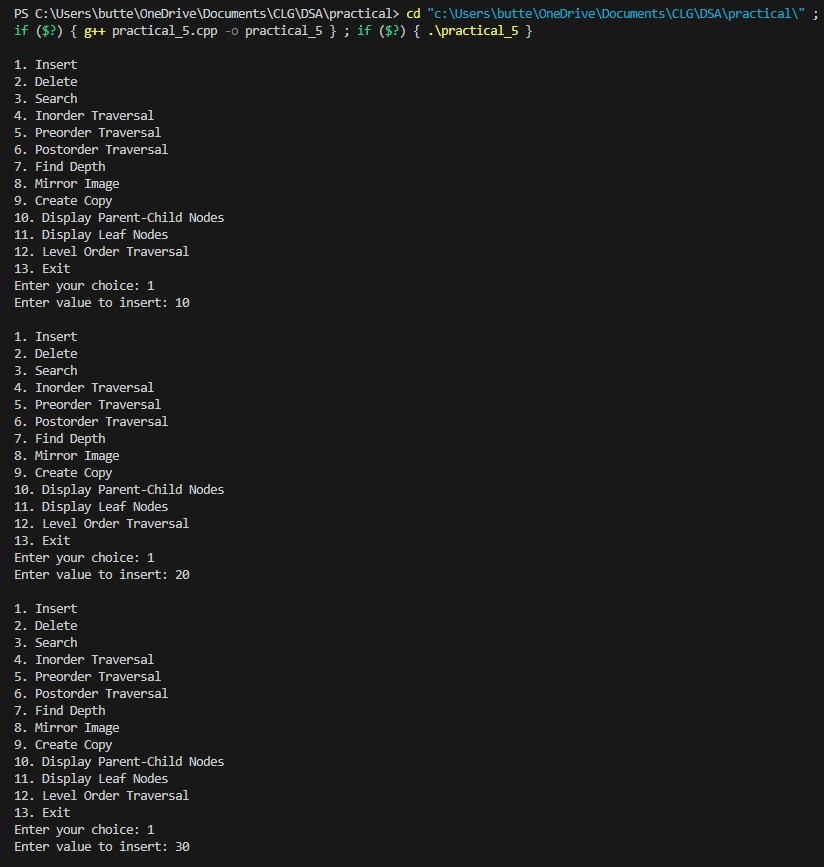 PS C:\Users\butte\OneDrive\Documents\CLG\DSA\practical> cd "c:\Users\butte\OneDrive\Documents\CLG\DSA\practical\" ;
if ($?) { g++ practical_5.cpp -o practical_5 } ; if ($?) { .\practical_5 }

1. Insert
2. Delete
3. Search
4. Inorder Traversal
5. Preorder Traversal
6. Postorder Traversal
7. Find Depth
8. Mirror Image
9. Create Copy
10. Display Parent-Child Nodes
11. Display Leaf Nodes
12. Level Order Traversal
13. Exit
Enter your choice: 1
Enter value to insert: 10

1. Insert
2. Delete
3. Search
4. Inorder Traversal
5. Preorder Traversal
6. Postorder Traversal
7. Find Depth
8. Mirror Image
9. Create Copy
10. Display Parent-Child Nodes
11. Display Leaf Nodes
12. Level Order Traversal
13. Exit
Enter your choice: 1
Enter value to insert: 20

1. Insert
2. Delete
3. Search
4. Inorder Traversal
5. Preorder Traversal
6. Postorder Traversal
7. Find Depth
8. Mirror Image
9. Create Copy
10. Display Parent-Child Nodes
11. Display Leaf Nodes
12. Level Order Traversal
13. Exit
Enter your choice: 1
Enter value to insert: 30